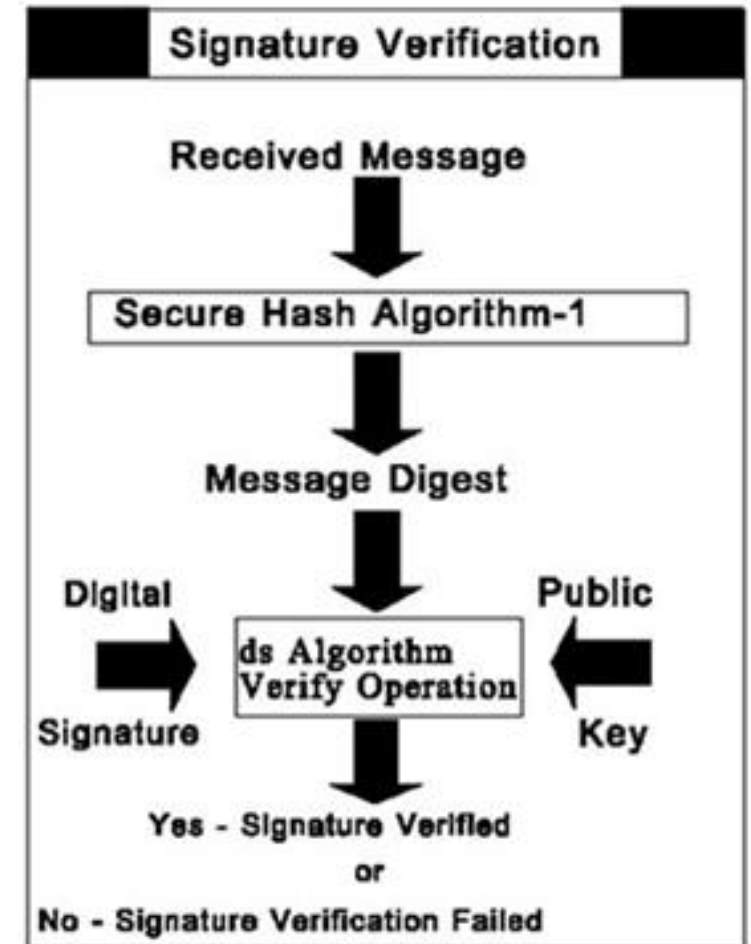 Signature Verification
Received Message
Secure Hash Algorithm-1
Message Digest
Digital
Signature
Public
Key
ds Algorithm
Verify Operation
Yes - Signature Verified
or
No - Signature Verification Failed